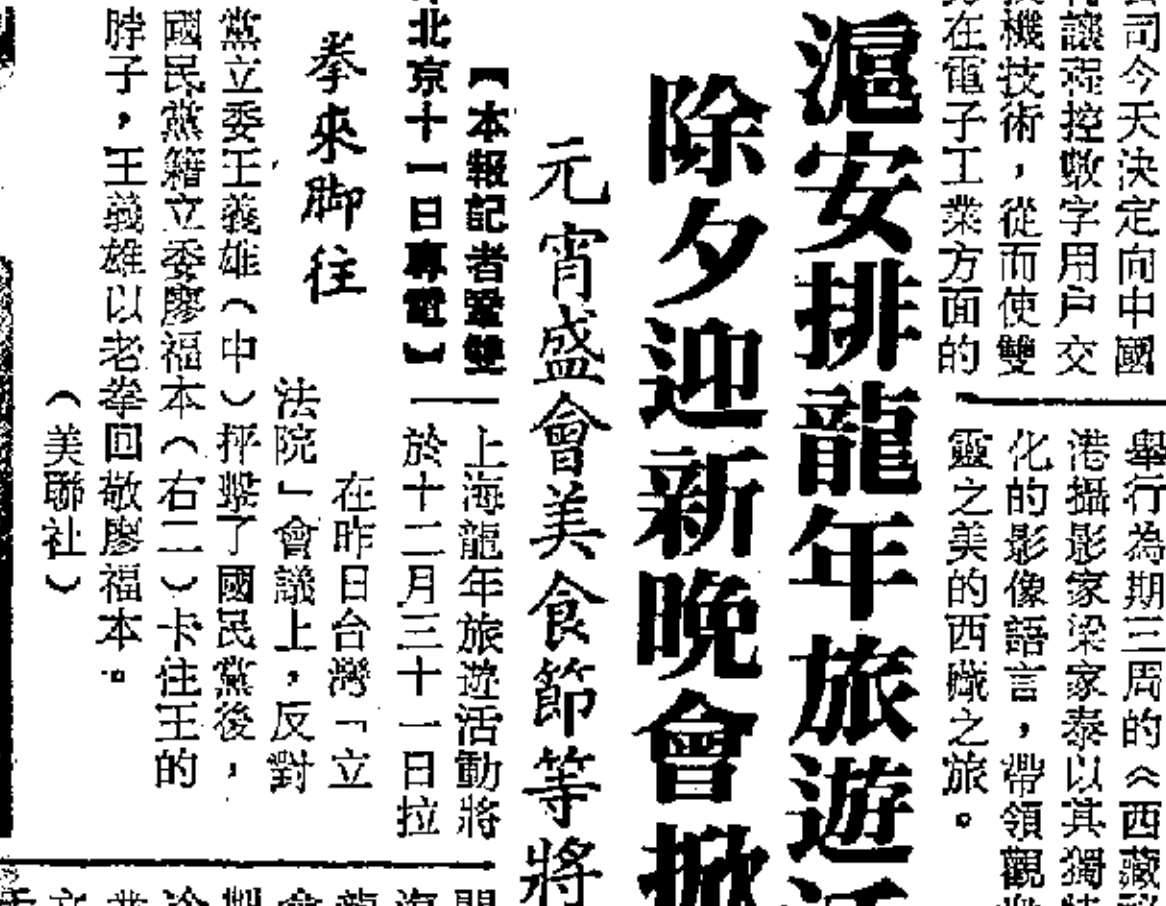 司今天決定向中國
讓程控數字用户交
機技術，從而使雙
在電子工業方面的
舉行為期三周的《西藏
港攝影家梁家泰以其獨特
化的影像語言，帶領觀
靈之美的西藏之旅。
滬安排龍年旅遊活
除夕迎新晚會掀
元宵盛會美食節等將
【本報記者
北京十一日專電】
上海龍年旅遊活動將
於十二月三十一日拉
拳來脚往
在昨日台灣「立
法院」會議上，反對
黨立委王義雄（中）抨擊了國民黨後，
國民黨籍立委廖福本（右二）卡住王的
脖子，王義雄以老拳回敬廖福本。
（美聯社）